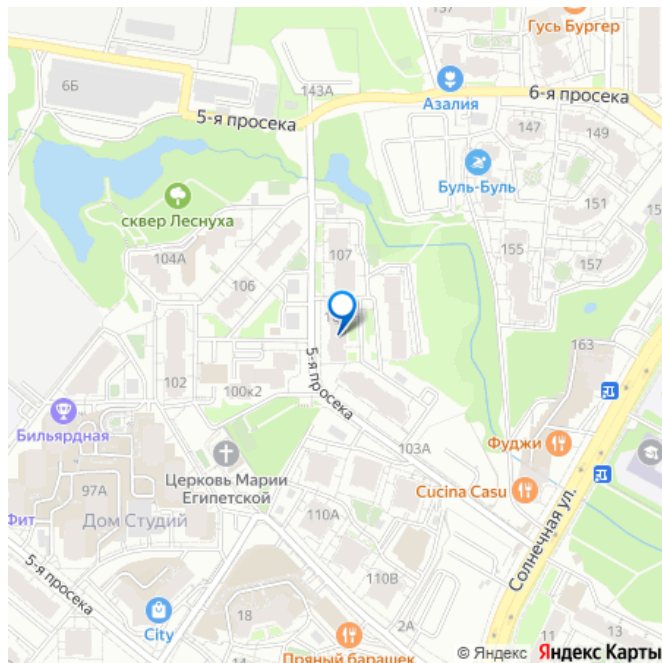 137
Гусь Бургер
6Б
143А
5-я просека
Азалия
6-я просека
147
149
Буль-Буль
сквер Леснуха
151
104А
107
155
157
106
163
5-я просека
102
100к2
Бильярдная
Церковь Марии
Египетской
103А
Фуджи
97А
Cucina Casu
Фит
Дом Студий
110А
Солнечная ул.
5-я просека
110В
City
18
2А
Пряный барашек
11
13
© Яндекс Яндекс Карты